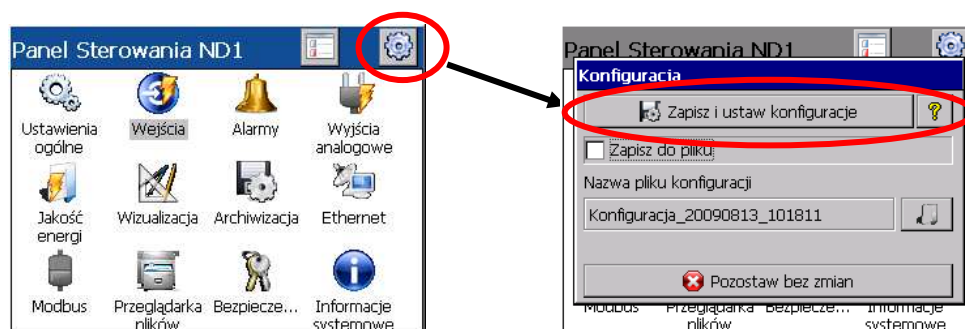 Panel Sterowania ND1
Ustawienia ogólne
Wejścia
Alarmy
Wyjścia analogowe
Jakość energi
Wizualizacja
Archiwizacja
Ethernet
Modbus
Przeglądarka plików
Bezpiecze...
Informacje systemowe
Panel Sterowania ND1
Konfiguracja
Zapisz i ustaw konfiguracje
?
Zapisz do pliku
Nazwa pliku konfiguracji
Konfiguracja_20090813_101811
Pozostaw bez zmian
Modbus
Przeglądarka plików
Bezpiecze...
Informacje systemowe